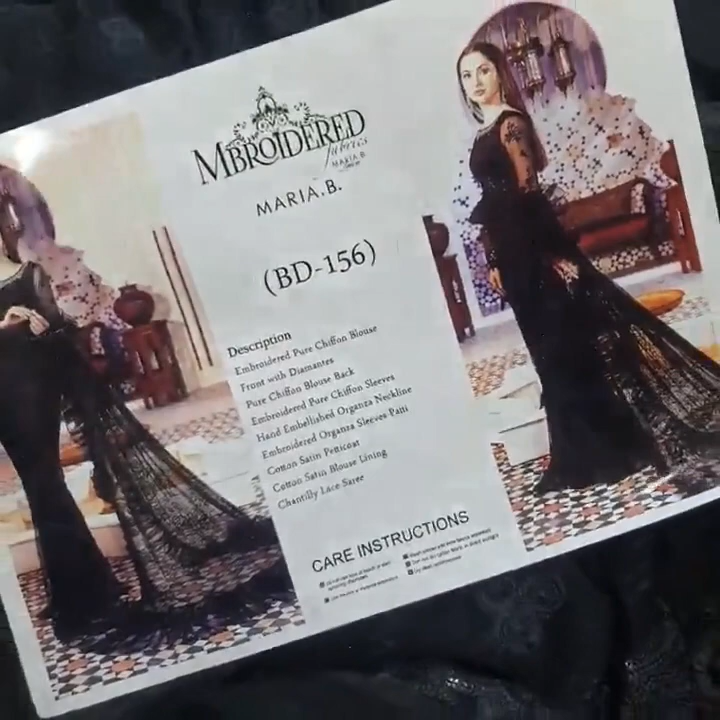 MBROIDERED
fabrics
MARIA.B.
MARIA.B.
(BD-156)
Description
Embroidered Pure Chiffon Blouse
Front with Diamantes
Pure Chiffon Blouse Back
Embroidered Pure Chiffon Sleeves
Hand Embellished Organza Neckline
Embroidered Organza Sleeves Patti
Cotton Satin Petticoat
Cotton Satin Blouse Lining
Chantilly Lace Saree
CARE INSTRUCTIONS